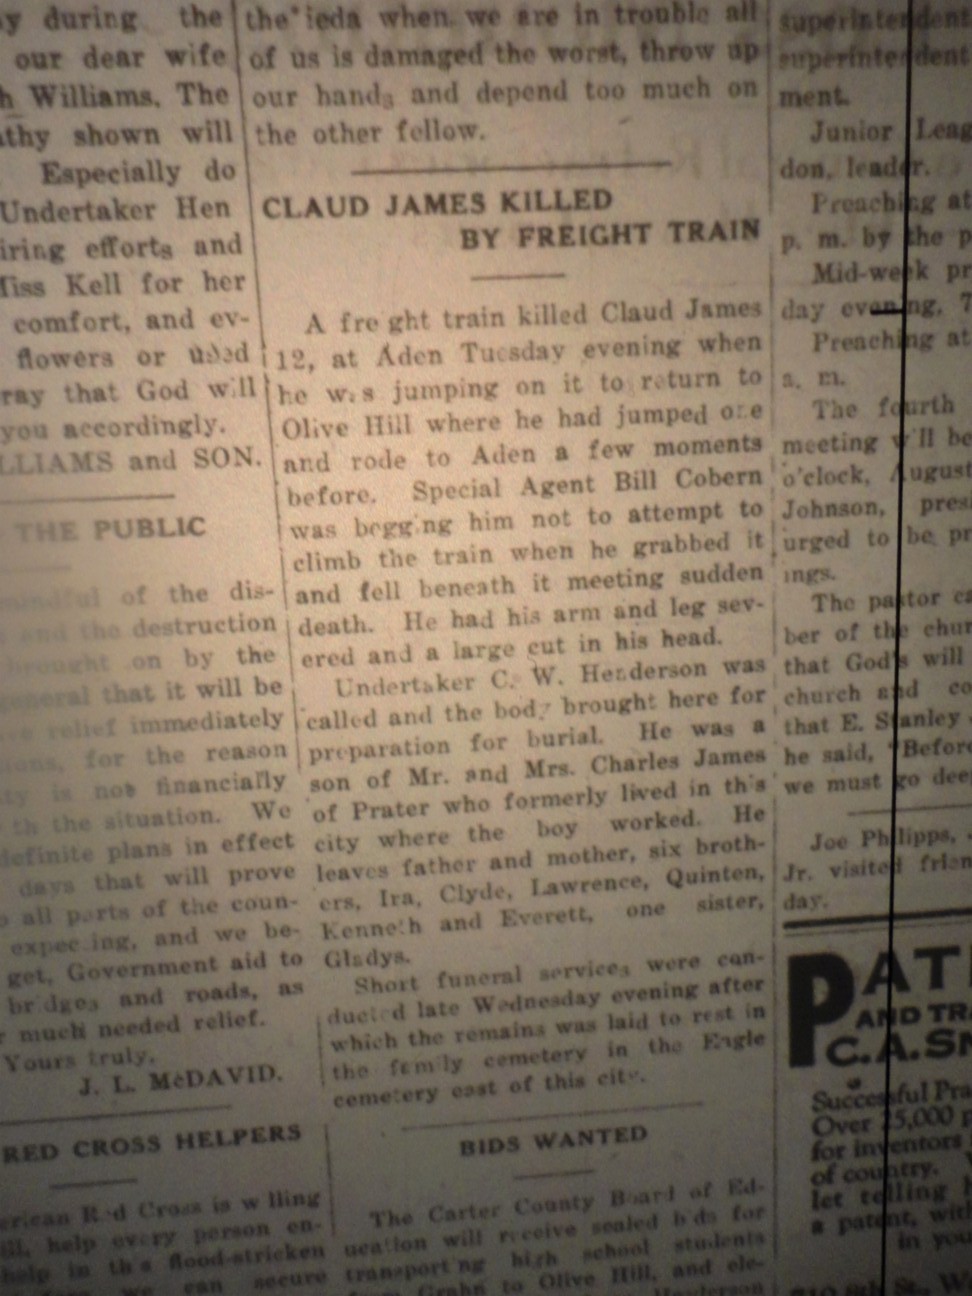 y during the
our dear wife
h Williams. The
athy shown will
Especially do
Undertaker Hen
iring efforts and
Miss Kell for her
comfort, and ev-
flowers or used
ray that God will
you accordingly.
LLIAMS and SON.
THE PUBLIC
mindful of the dis-
and the destruction
brought on by the
general that it will be
relief immediately
for the reason
ty is not financially
th the situation. We
definite plans in effect
days that will prove
all parts of the coun-
expecting, and we be-
get, Government aid to
bridges and roads, as
much needed relief.
Yours truly,
J. L. McDAVID.
RED CROSS HELPERS
erican Red Cross is willing
help every person en-
help in this flood-stricken
we can secure
when we are in trouble all
of us is damaged the worst, throw up
our hands and depend too much on
the other fellow.
CLAUD JAMES KILLED
BY FREIGHT TRAIN
A freight train killed Claud James
12, at Aden Tuesday evening when
he was jumping on it to return to
Olive Hill where he had jumped one
and rode to Aden a few moments
before. Special Agent Bill Cobern
was begging him not to attempt to
climb the train when he grabbed it
and fell beneath it meeting sudden
death. He had his arm and leg sev-
ered and a large cut in his head.
Undertaker C. W. Henderson was
called and the body brought here for
preparation for burial. He was a
son of Mr. and Mrs. Charles James
of Prater who formerly lived in this
city where the boy worked. He
leaves father and mother, six broth-
ers, Ira, Clyde, Lawrence, Quinten,
Kenneth and Everett, one sister,
Gladys.
Short funeral services were con-
ducted late Wednesday evening after
which the remains was laid to rest in
the family cemetery in the Eagle
cemetery east of this city.
BIDS WANTED
The Carter County Board of Ed-
ucation will receive sealed bids for
transporting high school students
from Grahn to Olive Hill, and ele-
superintendent
superintendent
ment.
Junior Leag
don, leader.
Preaching at
p. m. by the p
Mid-week pr
day evening, 7
Preaching at
a. m.
The fourth
meeting will be
o'clock, August
Johnson, pres
urged to be pr
ings.
The pastor ca
ber of the chur
that God's will
church and co
that E. Stanley
he said, "Before
we must go dee
Joe Philipps,
Jr. visited frien
day.
PAT
AND TRA
C.A.SN
Successful Pra
Over 25,000 p
for inventors
of country.
let telling
a patent, with
in you